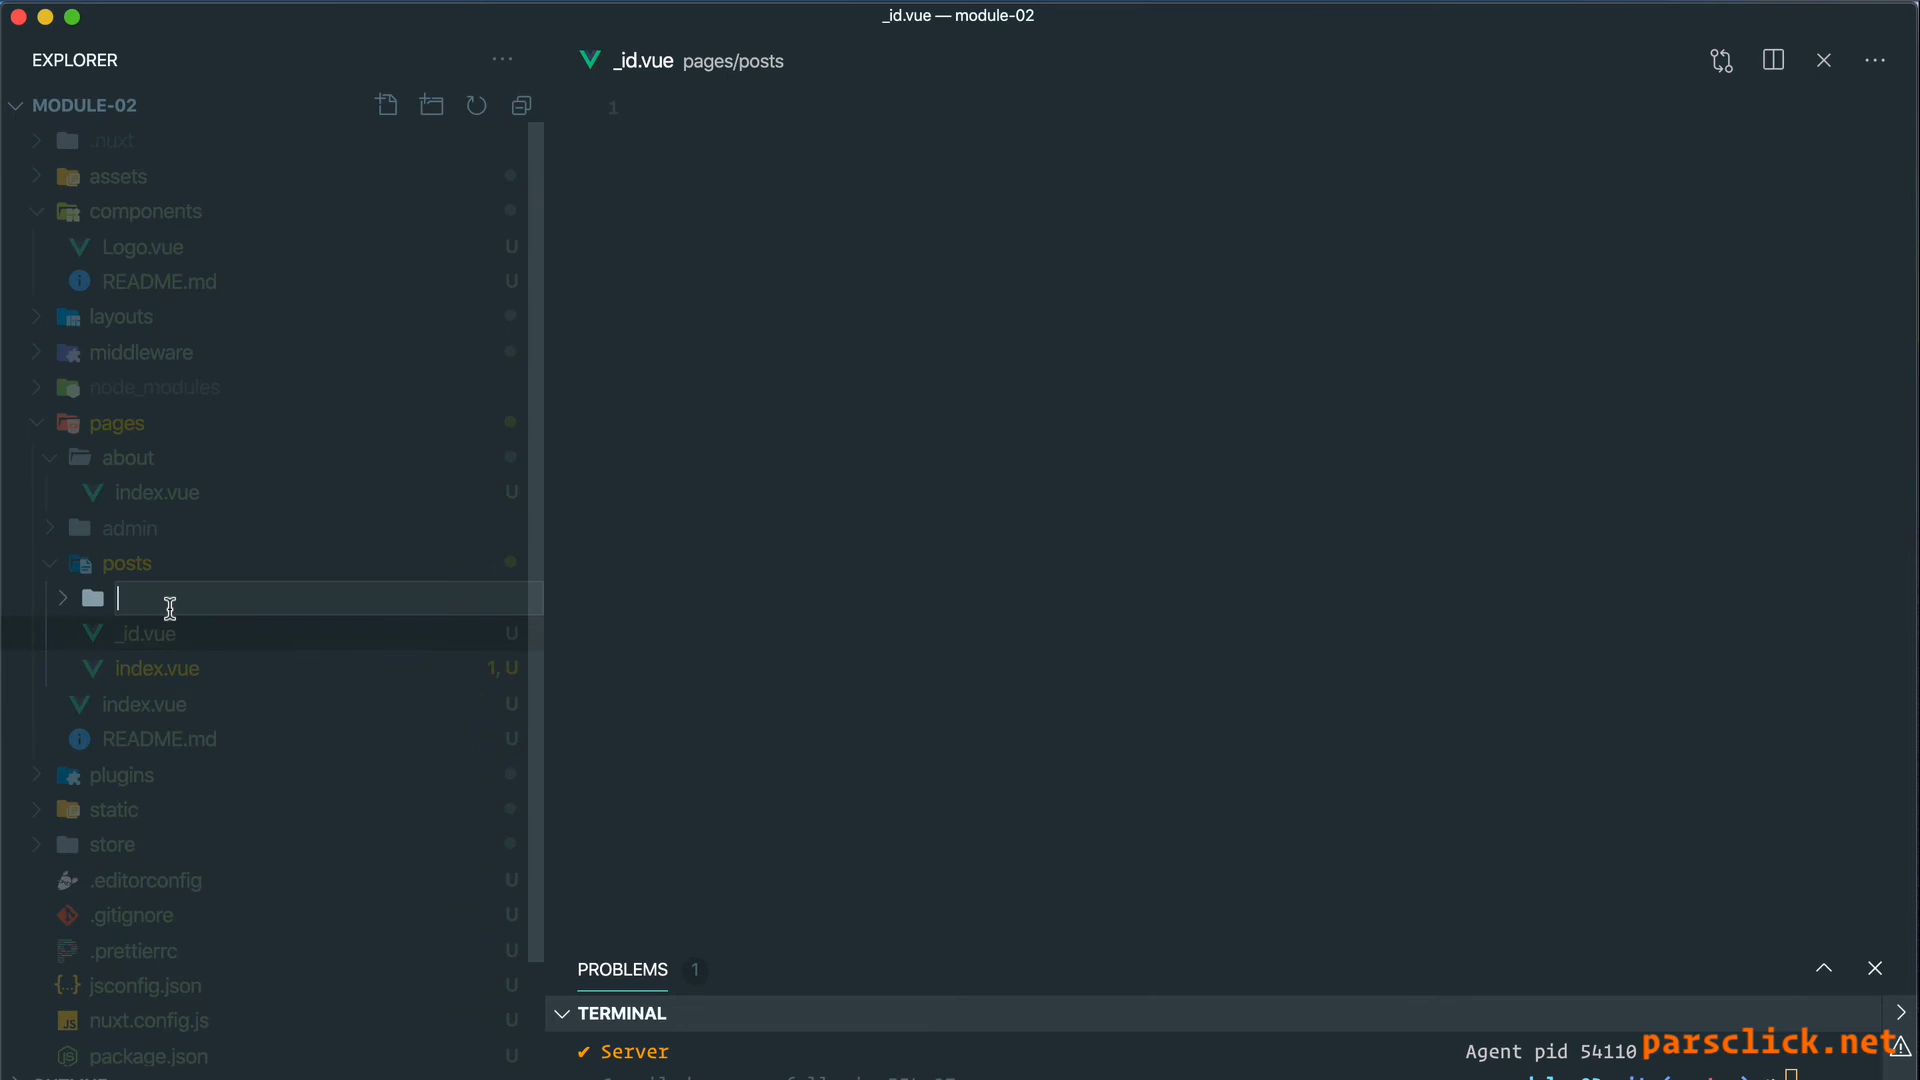 _id.vue — module-02
EXPLORER
_id.vue pages/posts
MODULE-02
1
.nuxt
assets
components
Logo.vue U
README.md U
layouts
middleware
node_modules
pages
about
index.vue U
admin
posts
_id.vue U
index.vue 1, U
index.vue U
README.md U
plugins
static
store
.editorconfig U
.gitignore U
.prettierrc U
jsconfig.json U
nuxt.config.js U
package.json U
PROBLEMS 1
TERMINAL
✔ Server
Agent pid 54110
parsclick.net